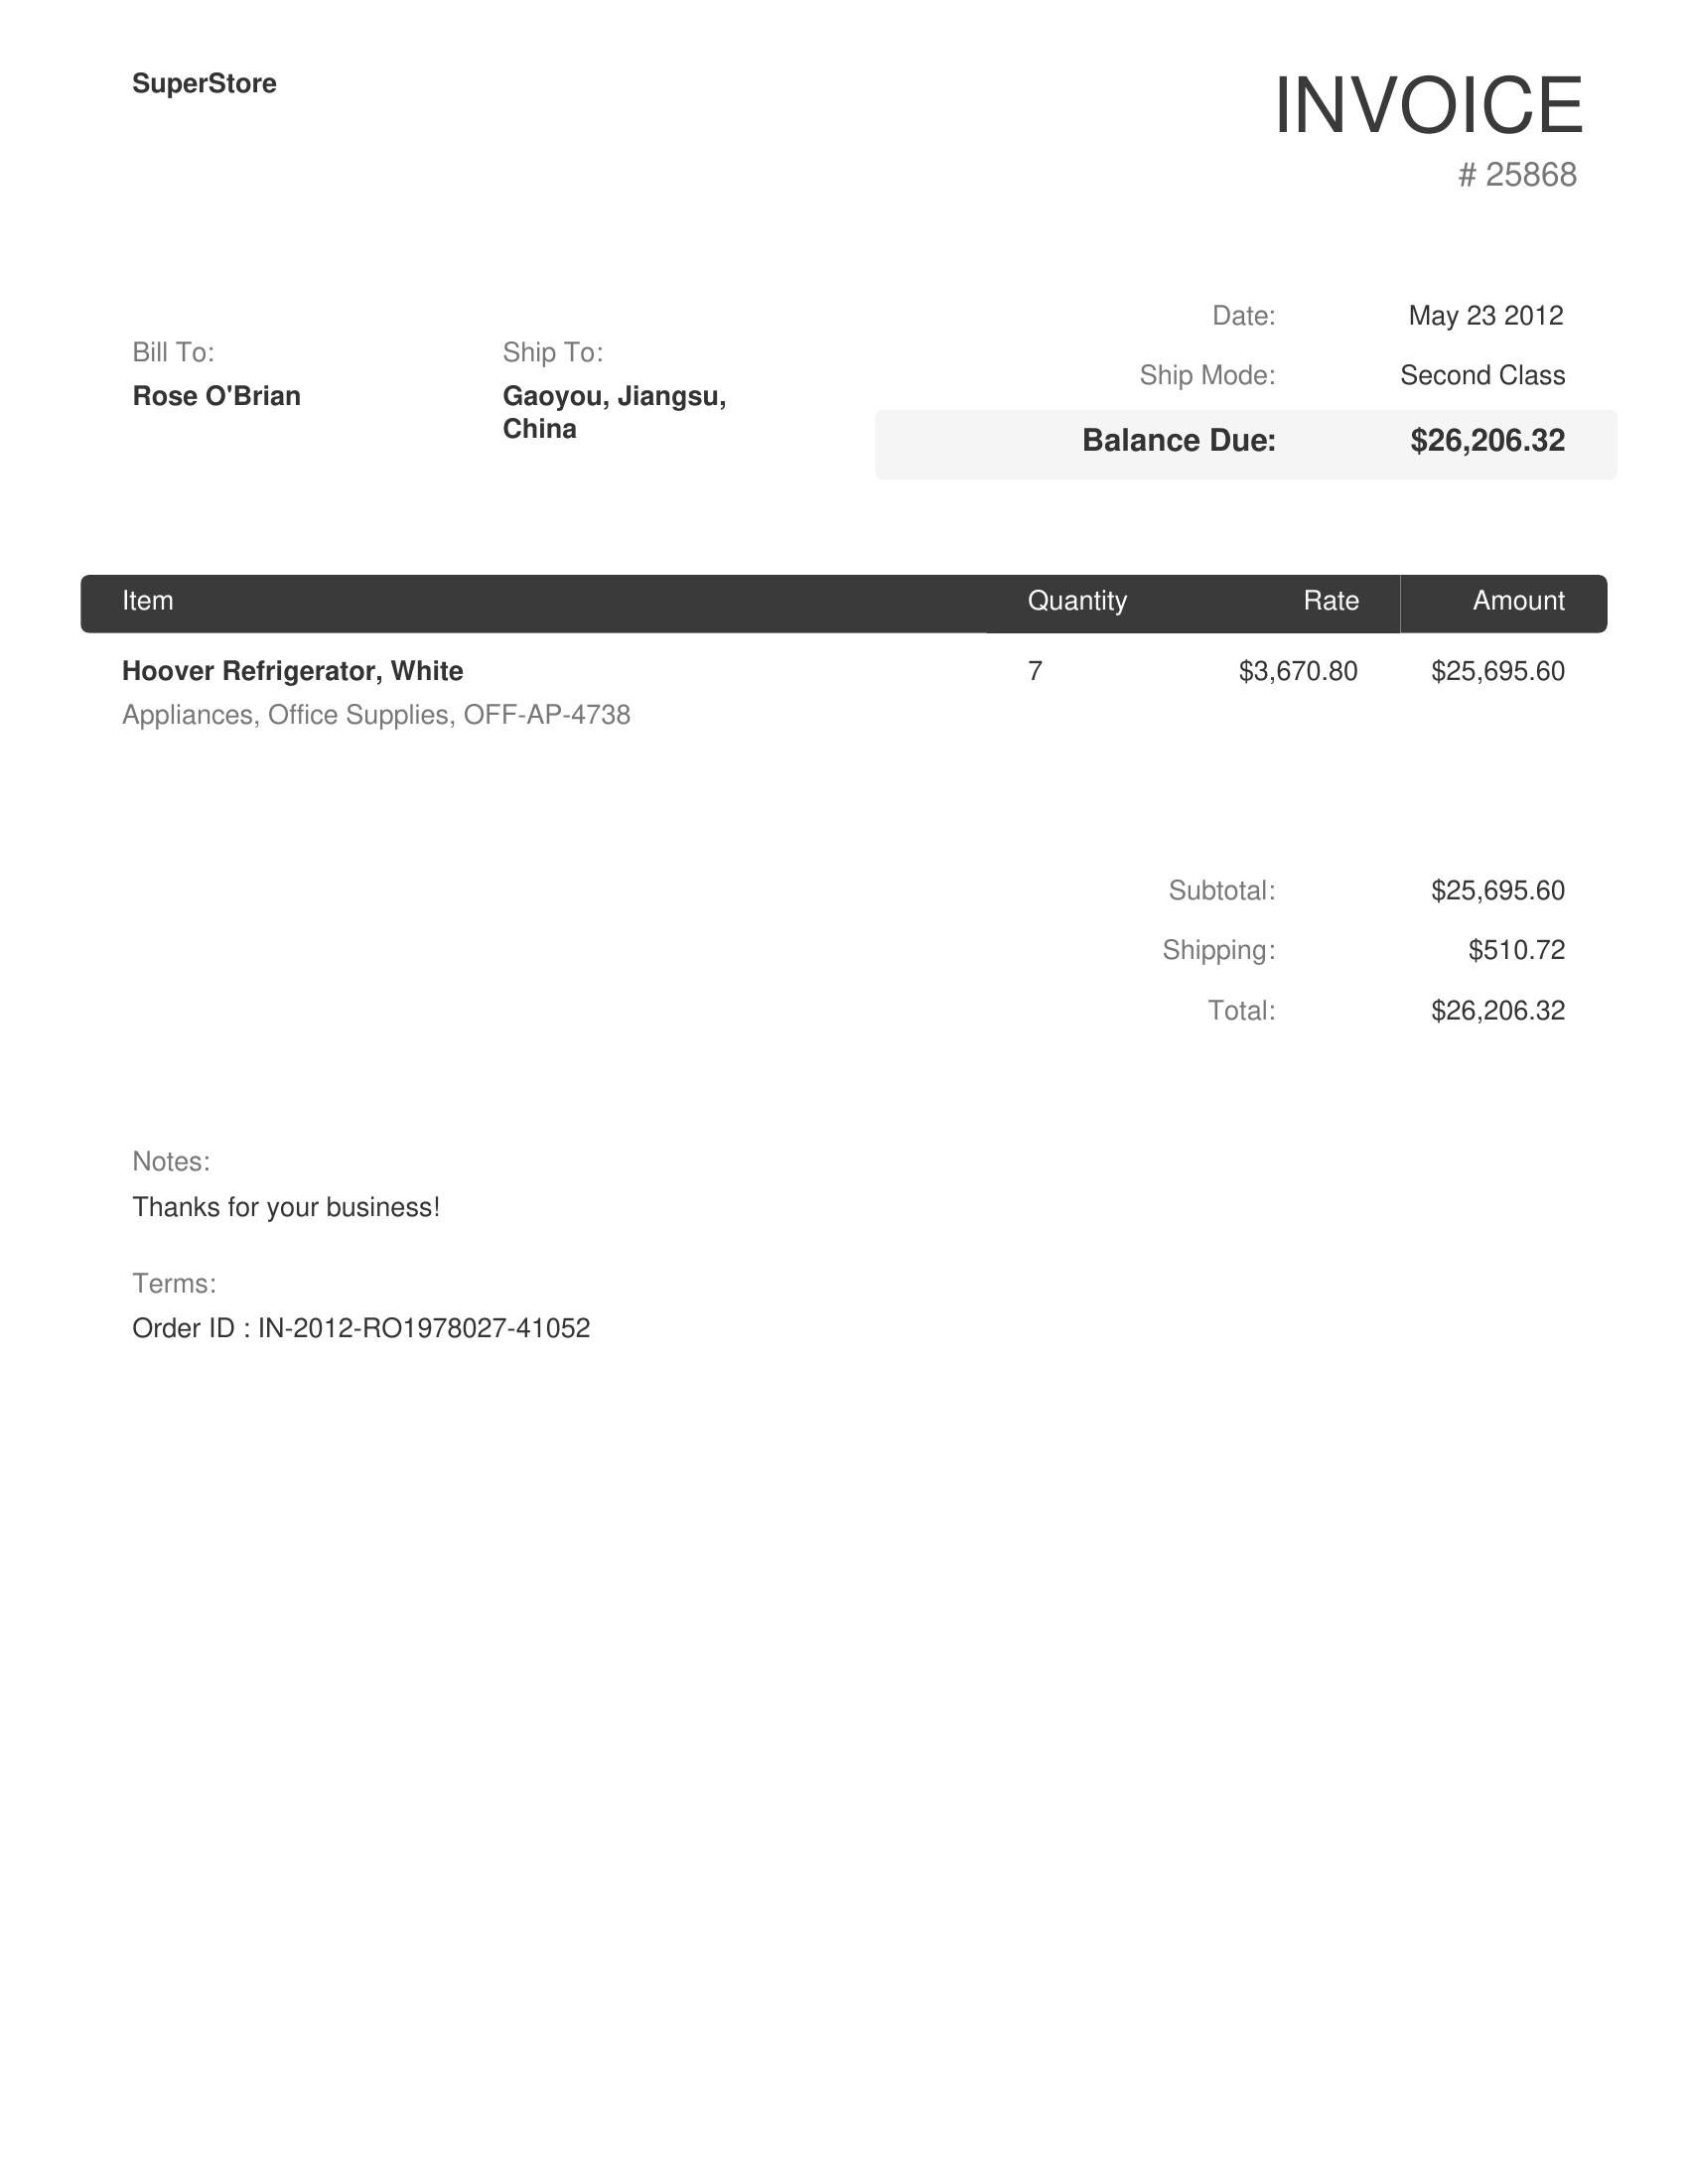 SuperStore
INVOICE
# 25868
Date: May 23 2012
Ship Mode: Second Class
Balance Due: $26,206.32
Bill To:
Rose O'Brian
Ship To:
Gaoyou, Jiangsu,
China
Item Quantity Rate Amount
Hoover Refrigerator, White 7 $3,670.80 $25,695.60
Appliances, Office Supplies, OFF-AP-4738
Subtotal: $25,695.60
Shipping: $510.72
Total: $26,206.32
Notes:
Thanks for your business!
Terms:
Order ID : IN-2012-RO1978027-41052